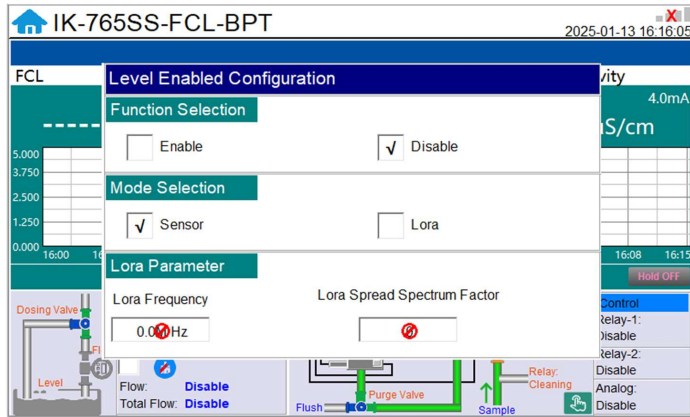 IK-765SS-FCL-BPT
2025-01-13 16:16:05
FCL
vity
4.0mA
-----
uS/cm
Level Enabled Configuration
Function Selection
Enable
√ Disable
Mode Selection
√ Sensor
Lora
Lora Parameter
Lora Frequency
Lora Spread Spectrum Factor
0.0 Hz
5.000
3.750
2.500
1.250
0.000
16:00
16:08 16:15
Hold OFF
Dosing Valve
Level
Flow: Disable
Total Flow: Disable
Flush
Purge Valve
Sample
Relay:
Cleaning
Control
Relay-1:
Disable
Relay-2:
Disable
Analog:
Disable